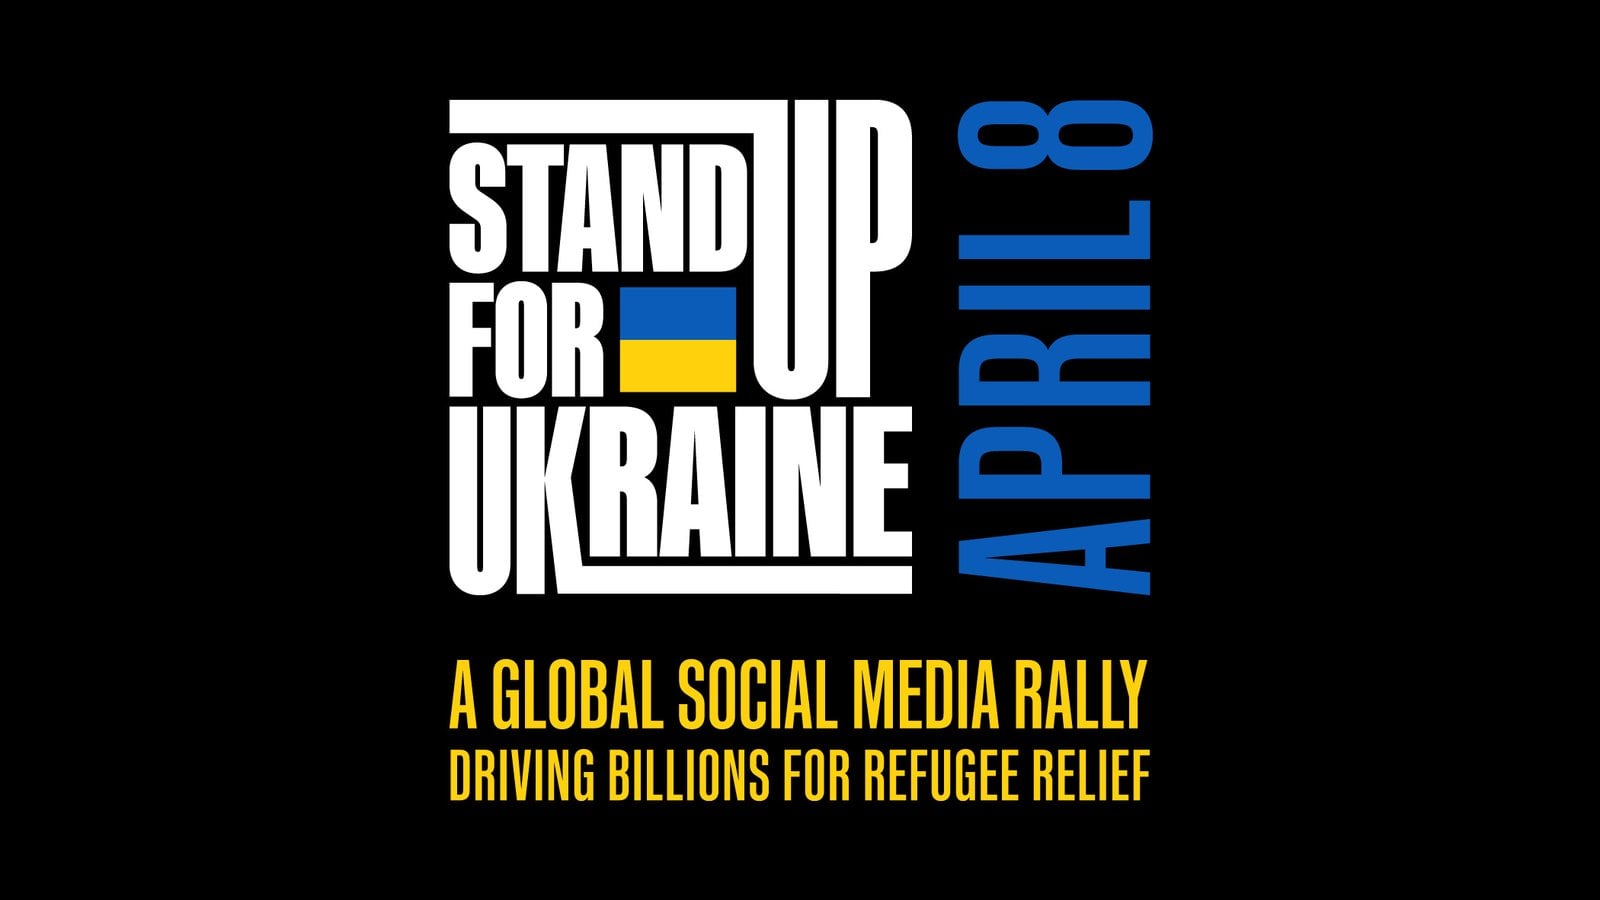 STAND UP
FOR
UKRAINE
APRIL 8
A GLOBAL SOCIAL MEDIA RALLY
DRIVING BILLIONS FOR REFUGEE RELIEF